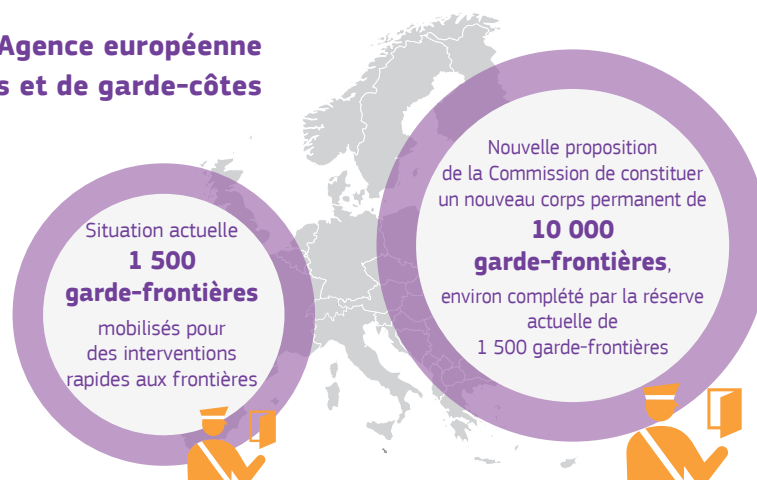 Agence européenne
s et de garde-côtes
Situation actuelle
1 500
garde-frontières
mobilisés pour
des interventions
rapides aux frontières
Nouvelle proposition
de la Commission de constituer
un nouveau corps permanent de
10 000
garde-frontières,
environ complété par la réserve
actuelle de
1 500 garde-frontières